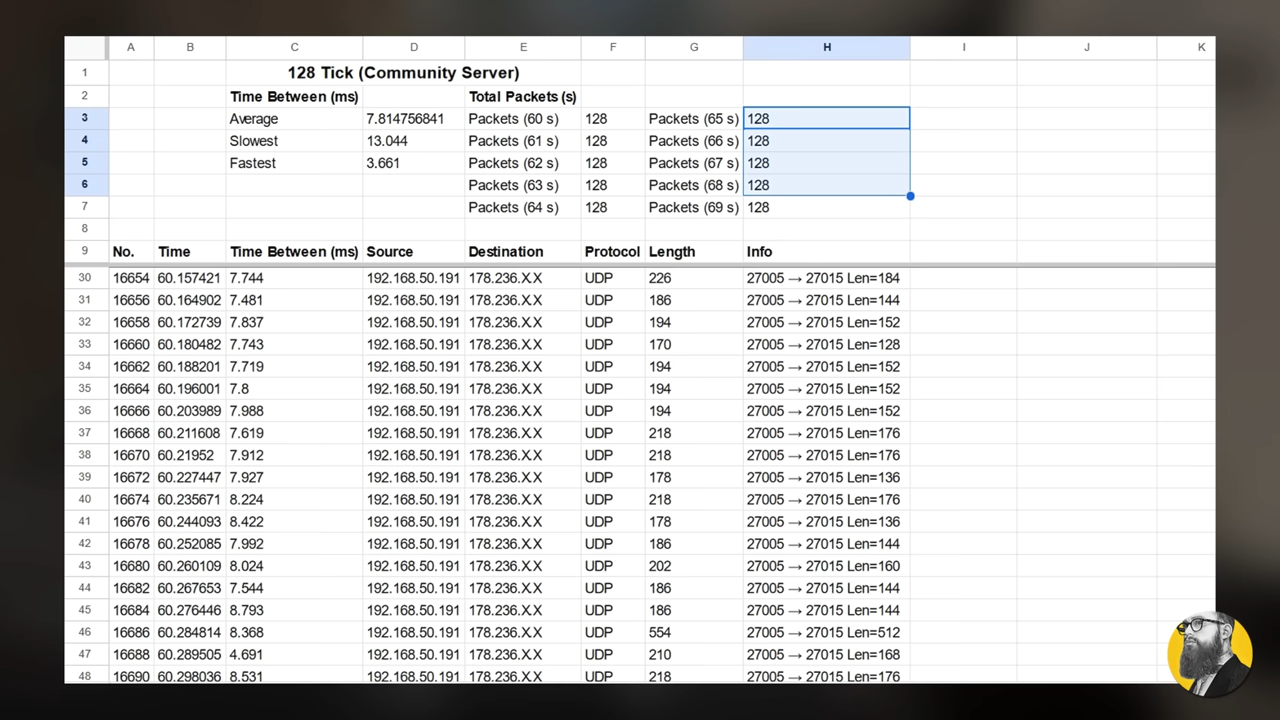 A B C D E F G H I J K
1 128 Tick (Community Server)
2 Time Between (ms) Total Packets (s)
3 Average 7.814756841 Packets (60 s) 128 Packets (65 s) 128
4 Slowest 13.044 Packets (61 s) 128 Packets (66 s) 128
5 Fastest 3.661 Packets (62 s) 128 Packets (67 s) 128
6 Packets (63 s) 128 Packets (68 s) 128
7 Packets (64 s) 128 Packets (69 s) 128
8
9 No. Time Time Between (ms) Source Destination Protocol Length Info
30 16654 60.157421 7.744 192.168.50.191 178.236.X.X UDP 226 27005 → 27015 Len=184
31 16656 60.164902 7.481 192.168.50.191 178.236.X.X UDP 186 27005 → 27015 Len=144
32 16658 60.172739 7.837 192.168.50.191 178.236.X.X UDP 194 27005 → 27015 Len=152
33 16660 60.180482 7.743 192.168.50.191 178.236.X.X UDP 170 27005 → 27015 Len=128
34 16662 60.188201 7.719 192.168.50.191 178.236.X.X UDP 194 27005 → 27015 Len=152
35 16664 60.196001 7.8 192.168.50.191 178.236.X.X UDP 194 27005 → 27015 Len=152
36 16666 60.203989 7.988 192.168.50.191 178.236.X.X UDP 194 27005 → 27015 Len=152
37 16668 60.211608 7.619 192.168.50.191 178.236.X.X UDP 218 27005 → 27015 Len=176
38 16670 60.21952 7.912 192.168.50.191 178.236.X.X UDP 218 27005 → 27015 Len=176
39 16672 60.227447 7.927 192.168.50.191 178.236.X.X UDP 178 27005 → 27015 Len=136
40 16674 60.235671 8.224 192.168.50.191 178.236.X.X UDP 218 27005 → 27015 Len=176
41 16676 60.244093 8.422 192.168.50.191 178.236.X.X UDP 178 27005 → 27015 Len=136
42 16678 60.252085 7.992 192.168.50.191 178.236.X.X UDP 186 27005 → 27015 Len=144
43 16680 60.260109 8.024 192.168.50.191 178.236.X.X UDP 202 27005 → 27015 Len=160
44 16682 60.267653 7.544 192.168.50.191 178.236.X.X UDP 186 27005 → 27015 Len=144
45 16684 60.276446 8.793 192.168.50.191 178.236.X.X UDP 186 27005 → 27015 Len=144
46 16686 60.284814 8.368 192.168.50.191 178.236.X.X UDP 554 27005 → 27015 Len=512
47 16688 60.289505 4.691 192.168.50.191 178.236.X.X UDP 210 27005 → 27015 Len=168
48 16690 60.298036 8.531 192.168.50.191 178.236.X.X UDP 218 27005 → 27015 Len=176